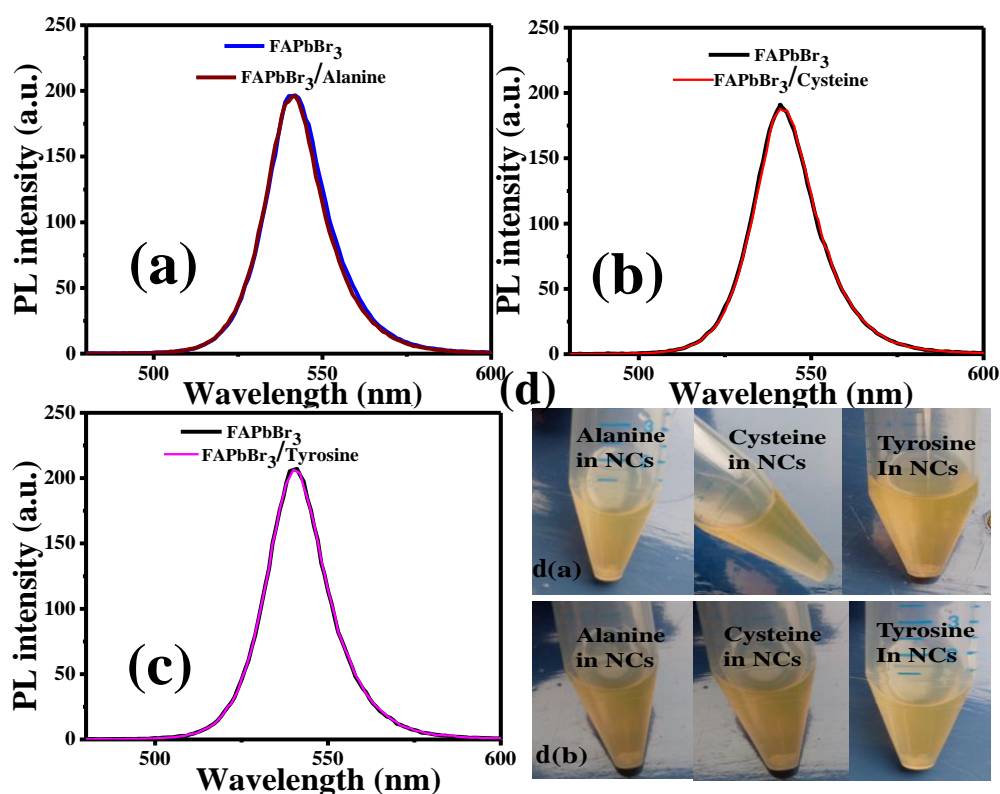 250
200
150
100
50
0
PL intensity (a.u.)
FAPbBr3
FAPbBr3/Alanine
(a)
500
550
600
Wavelength (nm)
250
200
150
100
50
0
PL intensity (a.u.)
FAPbBr3
FAPbBr3/Cysteine
(b)
500
550
600
Wavelength (nm)
250
200
150
100
50
0
PL intensity (a.u.)
FAPbBr3
FAPbBr3/Tyrosine
(c)
500
550
600
Wavelength (nm)
(d)
Alanine
in NCs
Cysteine
in NCs
Tyrosine
In NCs
d(a)
Alanine
in NCs
Cysteine
in NCs
Tyrosine
In NCs
d(b)